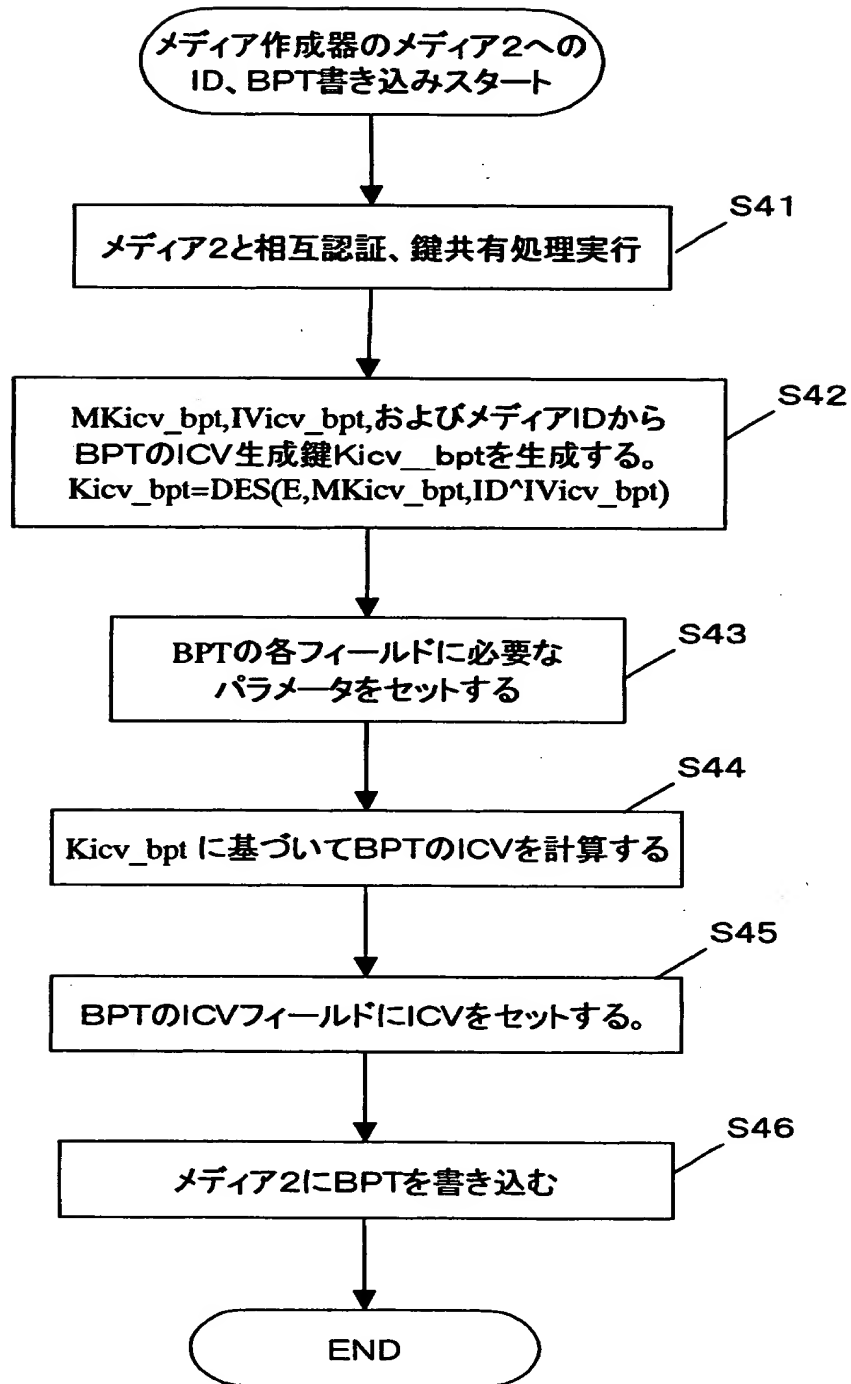 メディア作成器のメディア2への
ID、BPT書き込みスタート
S41
メディア2と相互認証、鍵共有処理実行
S42
MKicv_bpt,IVicv_bpt,およびメディアIDから
BPTのICV生成鍵Kicv__bptを生成する。
Kicv_bpt=DES(E,MKicv_bpt,ID^IVicv_bpt)
S43
BPTの各フィールドに必要な
パラメータをセットする
S44
Kicv_bpt に基づいてBPTのICVを計算する
S45
BPTのICVフィールドにICVをセットする。
S46
メディア2にBPTを書き込む
END